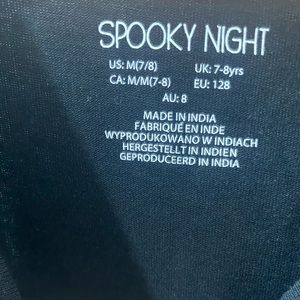 SPOOKY NIGHT
US: M(7/8) UK: 7-8yrs
CA: M/M(7-8) EU: 128
AU: 8
MADE IN INDIA
FABRIQUÉ EN INDE
WYPRODUKOWANO W INDIACH
HERGESTELLT IN INDIEN
GEPRODUCEERD IN INDIA